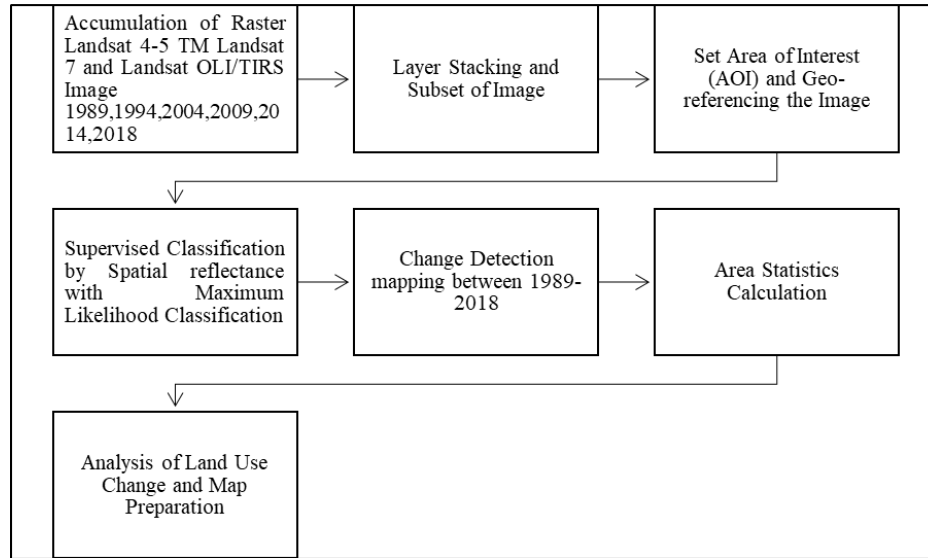 Accumulation of Raster
Landsat 4-5 TM Landsat
7 and Landsat OLI/TIRS
Image
1989,1994,2004,2009,2
014,2018
Layer Stacking and
Subset of Image
Set Area of Interest
(AOI) and Geo-
referencing the Image
Supervised Classification
by Spatial reflectance
with Maximum
Likelihood Classification
Change Detection
mapping between 1989-
2018
Area Statistics
Calculation
Analysis of Land Use
Change and Map
Preparation